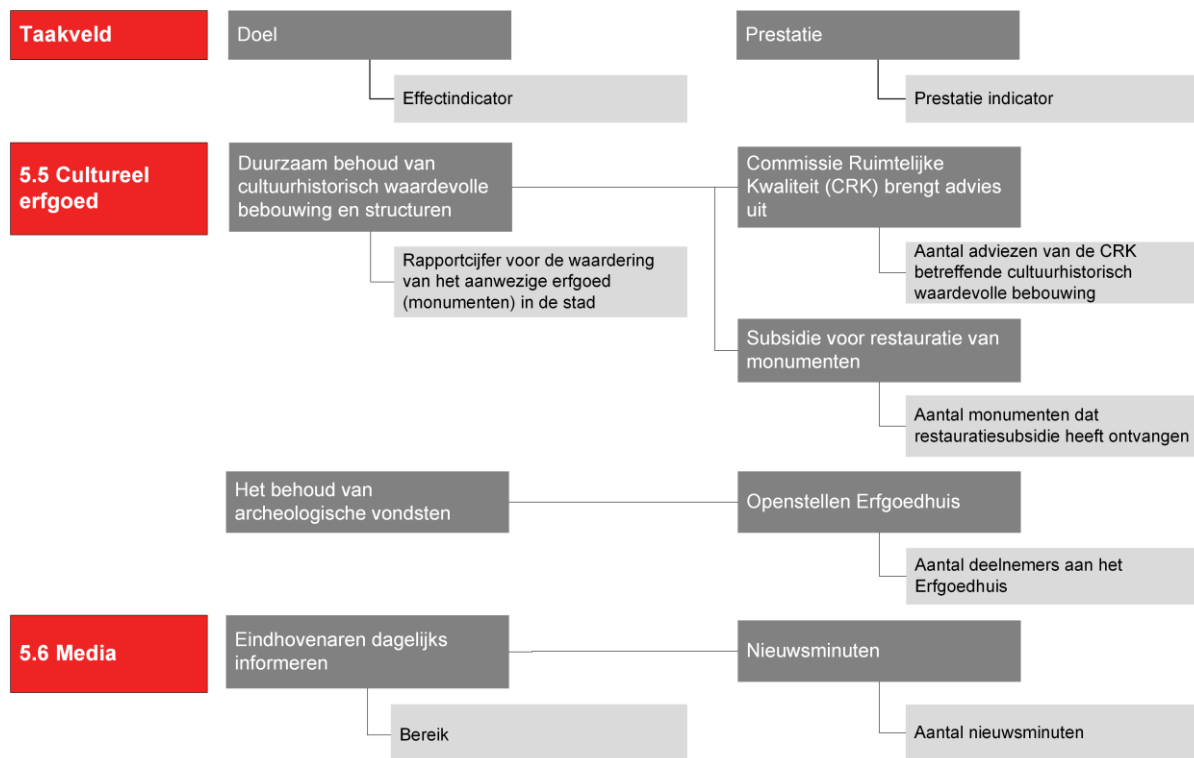 Taakveld
Doel
Prestatie
Effectindicator
Prestatie indicator
5.5 Cultureel
erfgoed
Duurzaam behoud van
cultuurhistorisch waardevolle
bebouwing en structuren
Commissie Ruimtelijke
Kwaliteit (CRK) brengt advies
uit
Rapportcijfer voor de waardering
van het aanwezige erfgoed
(monumenten) in de stad
Aantal adviezen van de CRK
betreffende cultuurhistorisch
waardevolle bebouwing
Subsidie voor restauratie van
monumenten
Aantal monumenten dat
restauratiesubsidie heeft ontvangen
Het behoud van
archeologische vondsten
Openstellen Erfgoedhuis
Aantal deelnemers aan het
Erfgoedhuis
5.6 Media
Eindhovenaren dagelijks
informeren
Nieuwsminuten
Bereik
Aantal nieuwsminuten